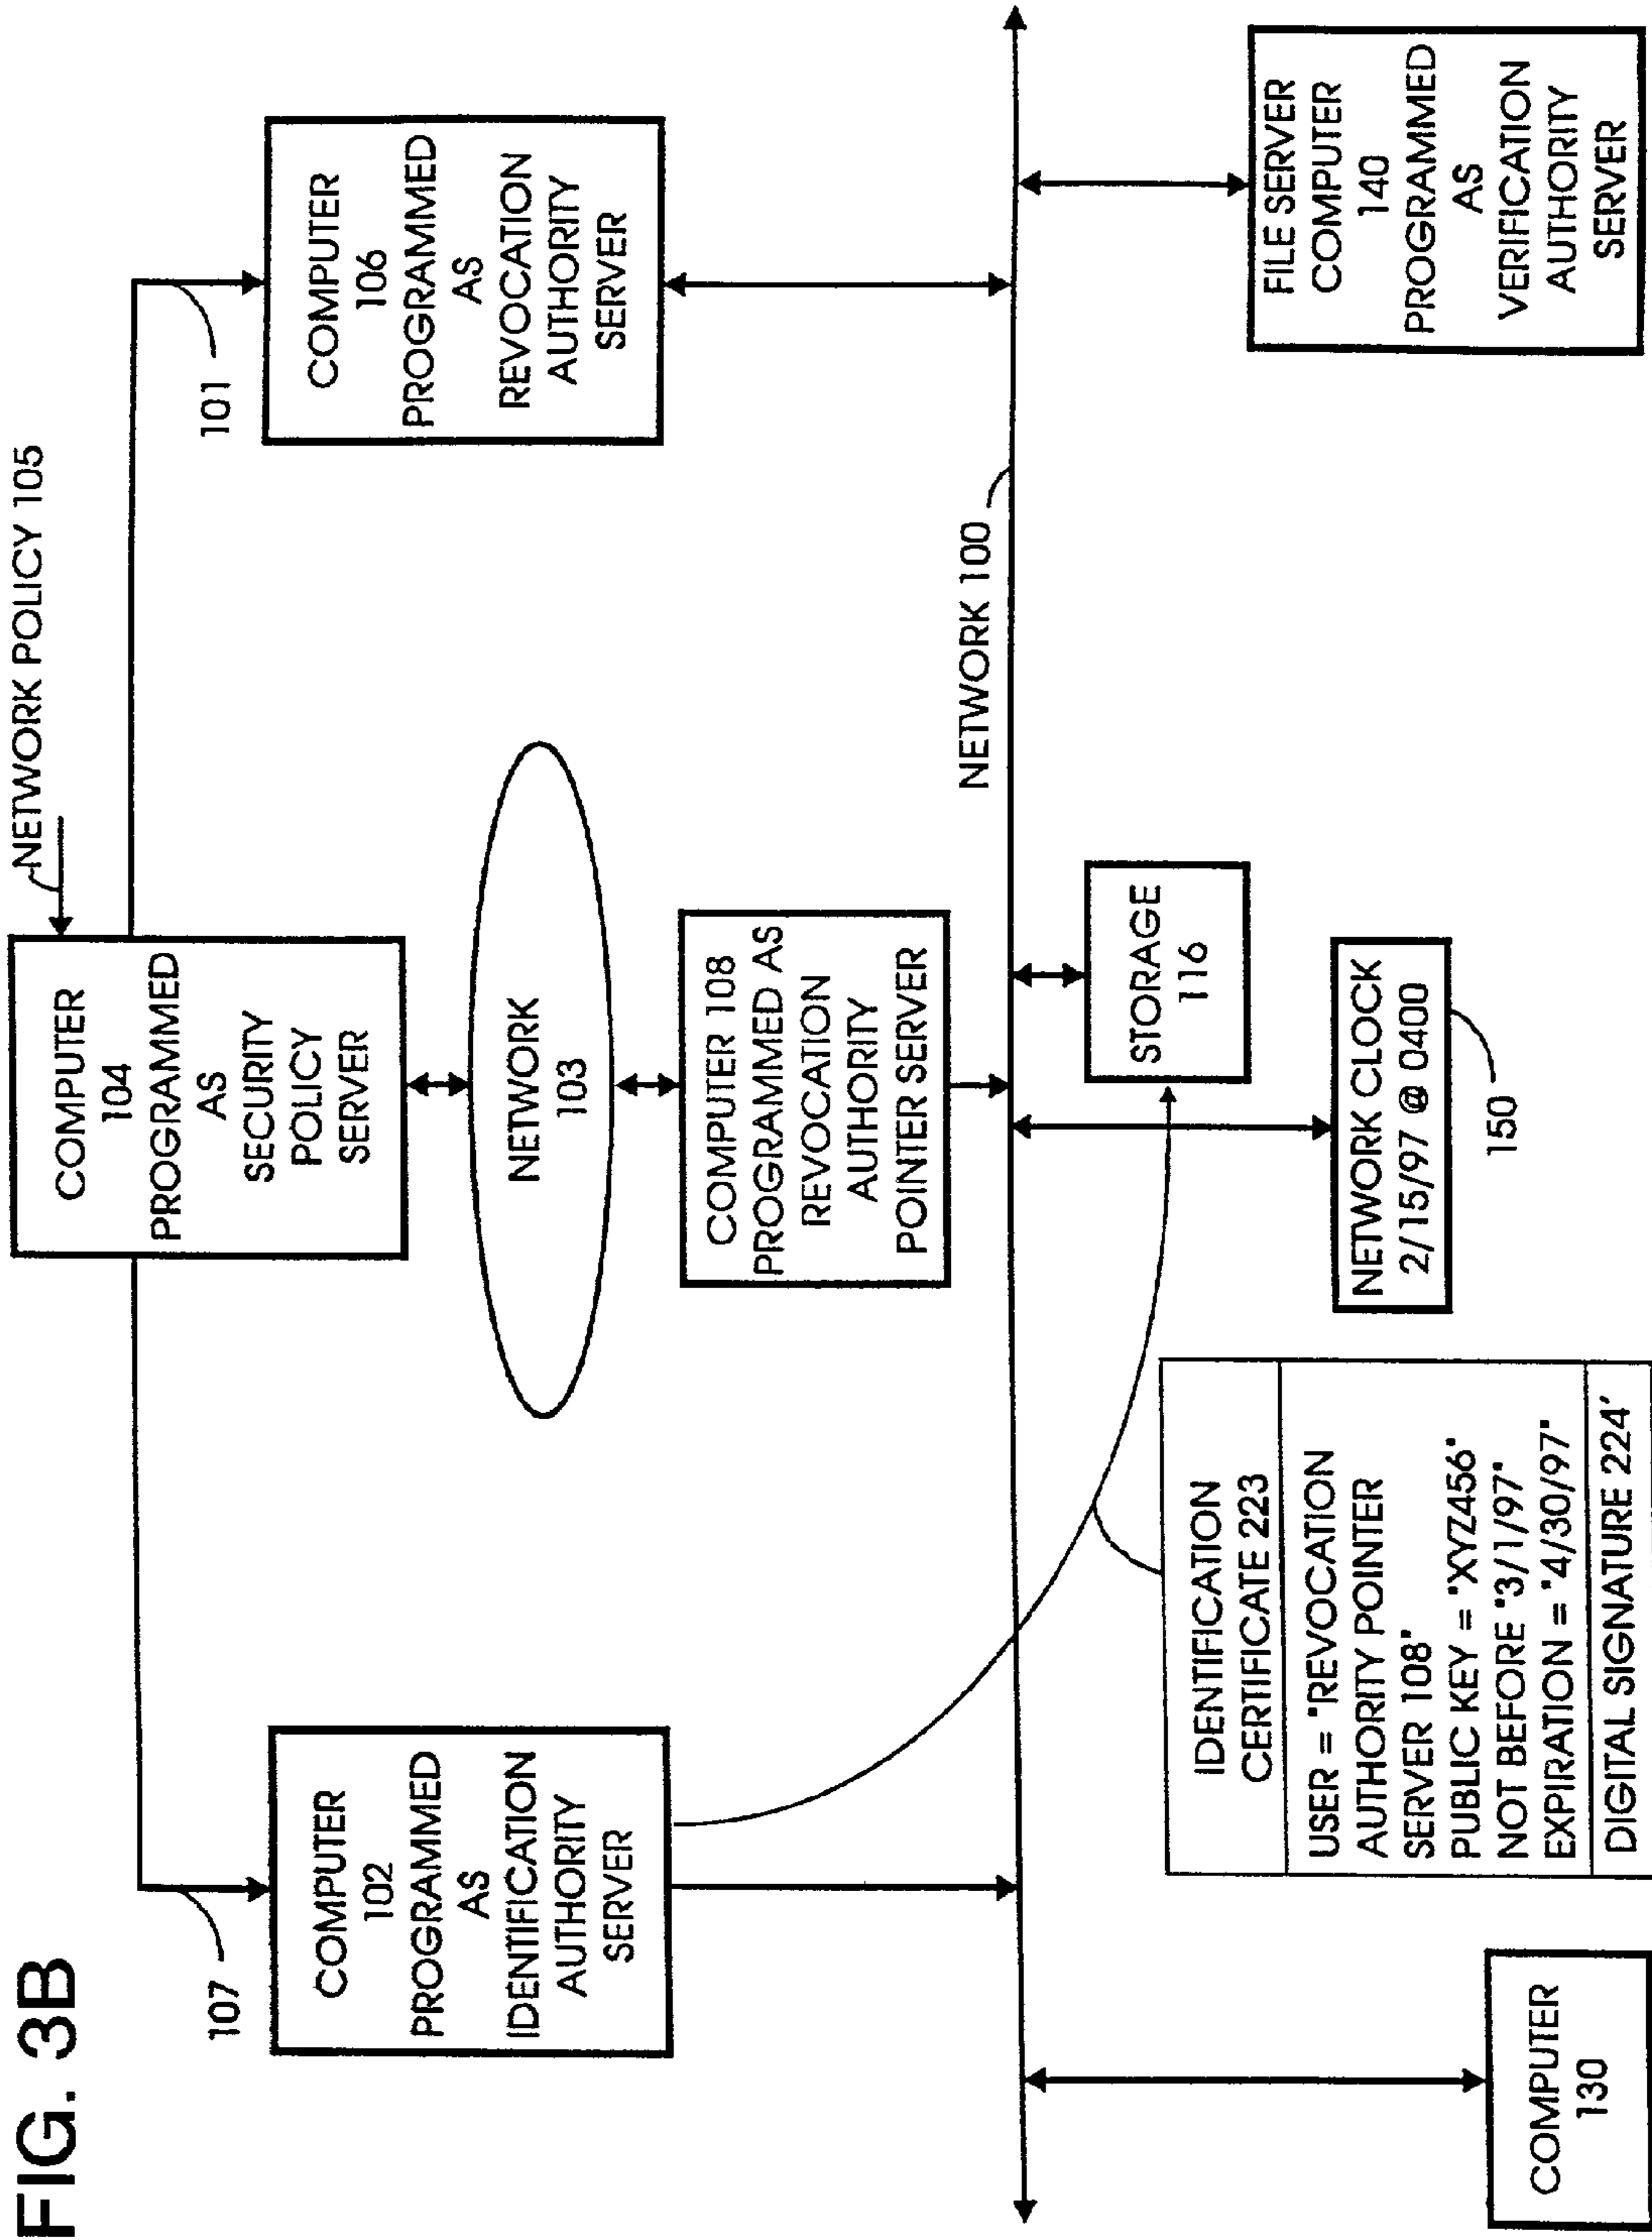 FIG. 3B
NETWORK POLICY 105
COMPUTER
104
PROGRAMMED
AS
SECURITY
POLICY
SERVER
107
101
COMPUTER
102
PROGRAMMED
AS
IDENTIFICATION
AUTHORITY
SERVER
NETWORK
103
COMPUTER
106
PROGRAMMED
AS
REVOCATION
AUTHORITY
SERVER
COMPUTER 108
PROGRAMMED AS
REVOCATION
AUTHORITY
POINTER SERVER
NETWORK 100
STORAGE
116
IDENTIFICATION
CERTIFICATE 223
USER = "REVOCATION
AUTHORITY POINTER
SERVER 108"
PUBLIC KEY = "XYZ456"
NOT BEFORE "3/1/97"
EXPIRATION = "4/30/97"
DIGITAL SIGNATURE 224'
NETWORK CLOCK
2/15/97 @ 0400
150
COMPUTER
130
FILE SERVER
COMPUTER
140
PROGRAMMED
AS
VERIFICATION
AUTHORITY
SERVER